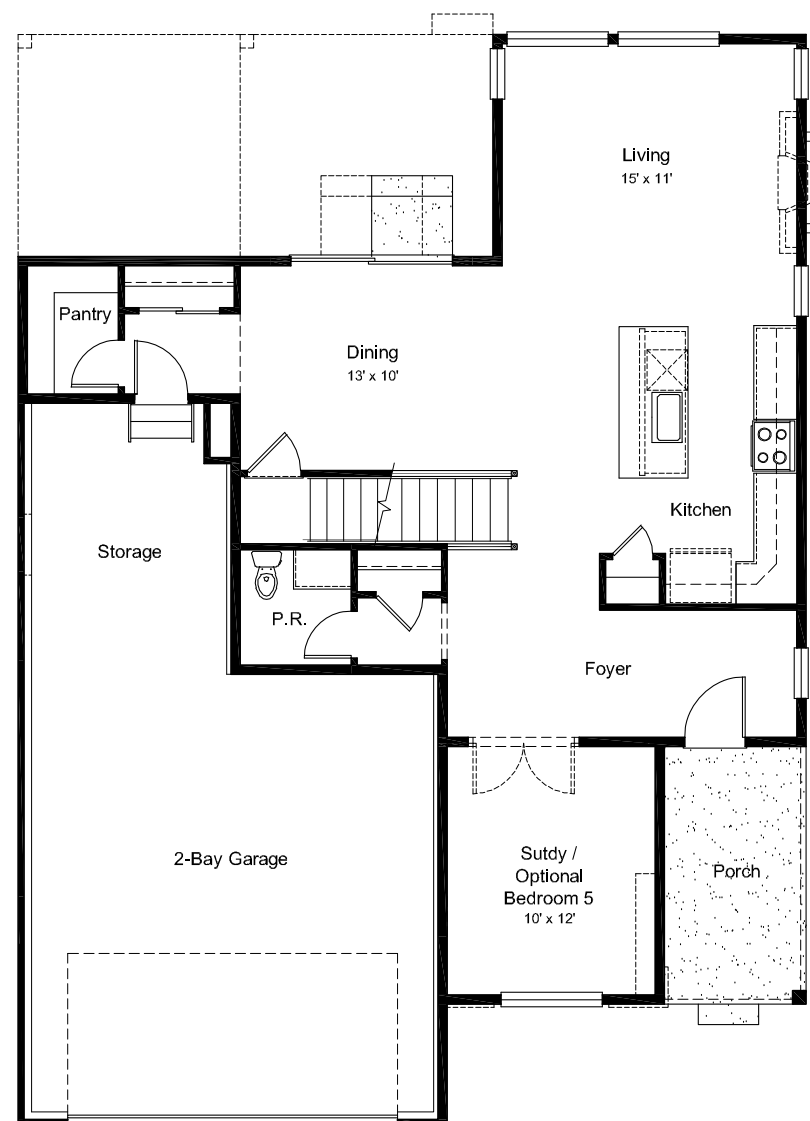 Living
15' x 11'
Pantry
Dining
13' x 10'
Kitchen
Storage
P.R.
Foyer
2-Bay Garage
Sutdy /
Optional
Bedroom 5
10' x 12'
Porch